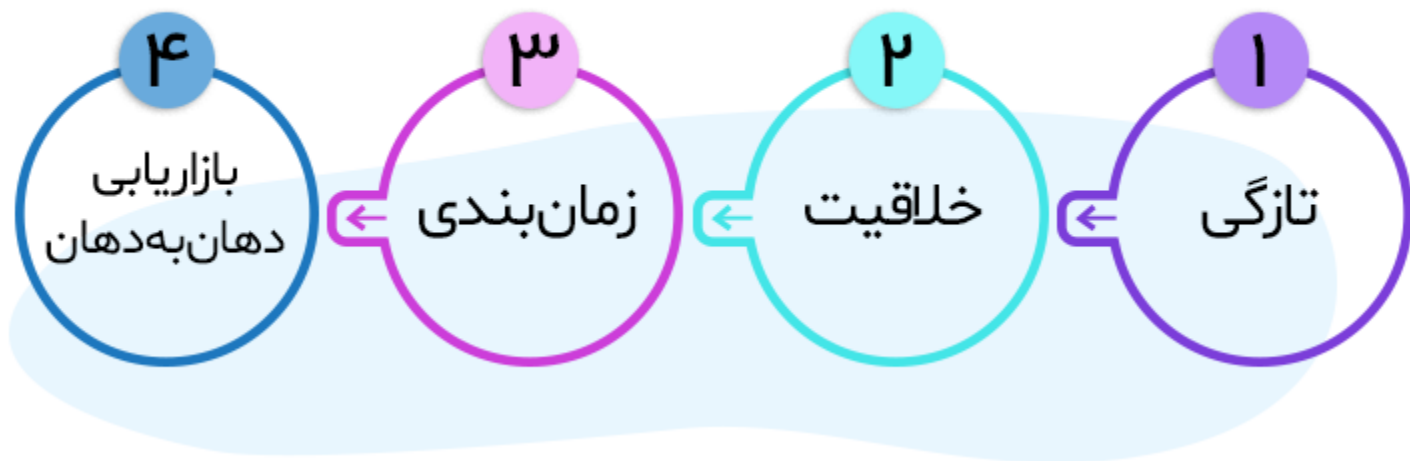 ۱
تازگی
۲
خلاقیت
۳
زمان‌بندی
۴
بازاریابی
دهان‌به‌دهان